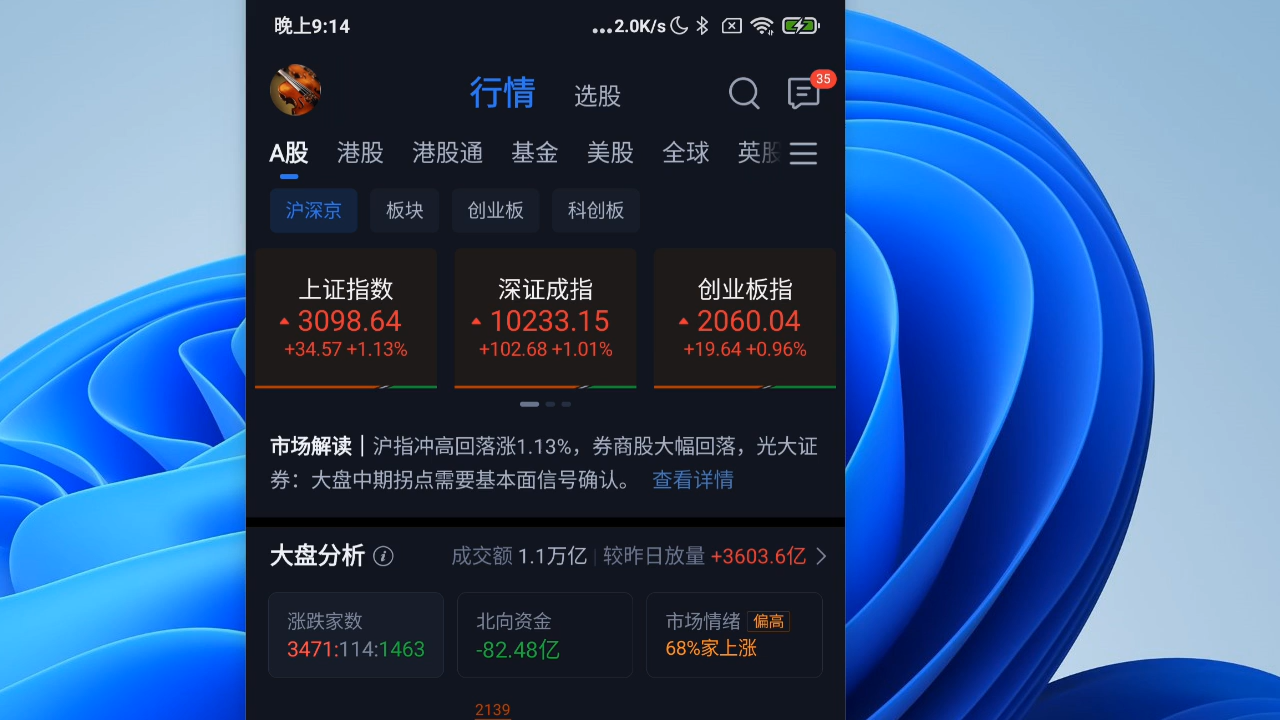 晚上9:14
...2.0K/s
行情 选股
35
A股 港股 港股通 基金 美股 全球 英股
沪深京 板块 创业板 科创板
上证指数
3098.64
+34.57 +1.13%
深证成指
10233.15
+102.68 +1.01%
创业板指
2060.04
+19.64 +0.96%
市场解读 | 沪指冲高回落涨1.13%，券商股大幅回落，光大证
券：大盘中期拐点需要基本面信号确认。 查看详情
大盘分析 成交额 1.1万亿 | 较昨日放量 +3603.6亿
涨跌家数
3471:114:1463
北向资金
-82.48亿
市场情绪 偏高
68%家上涨
2139